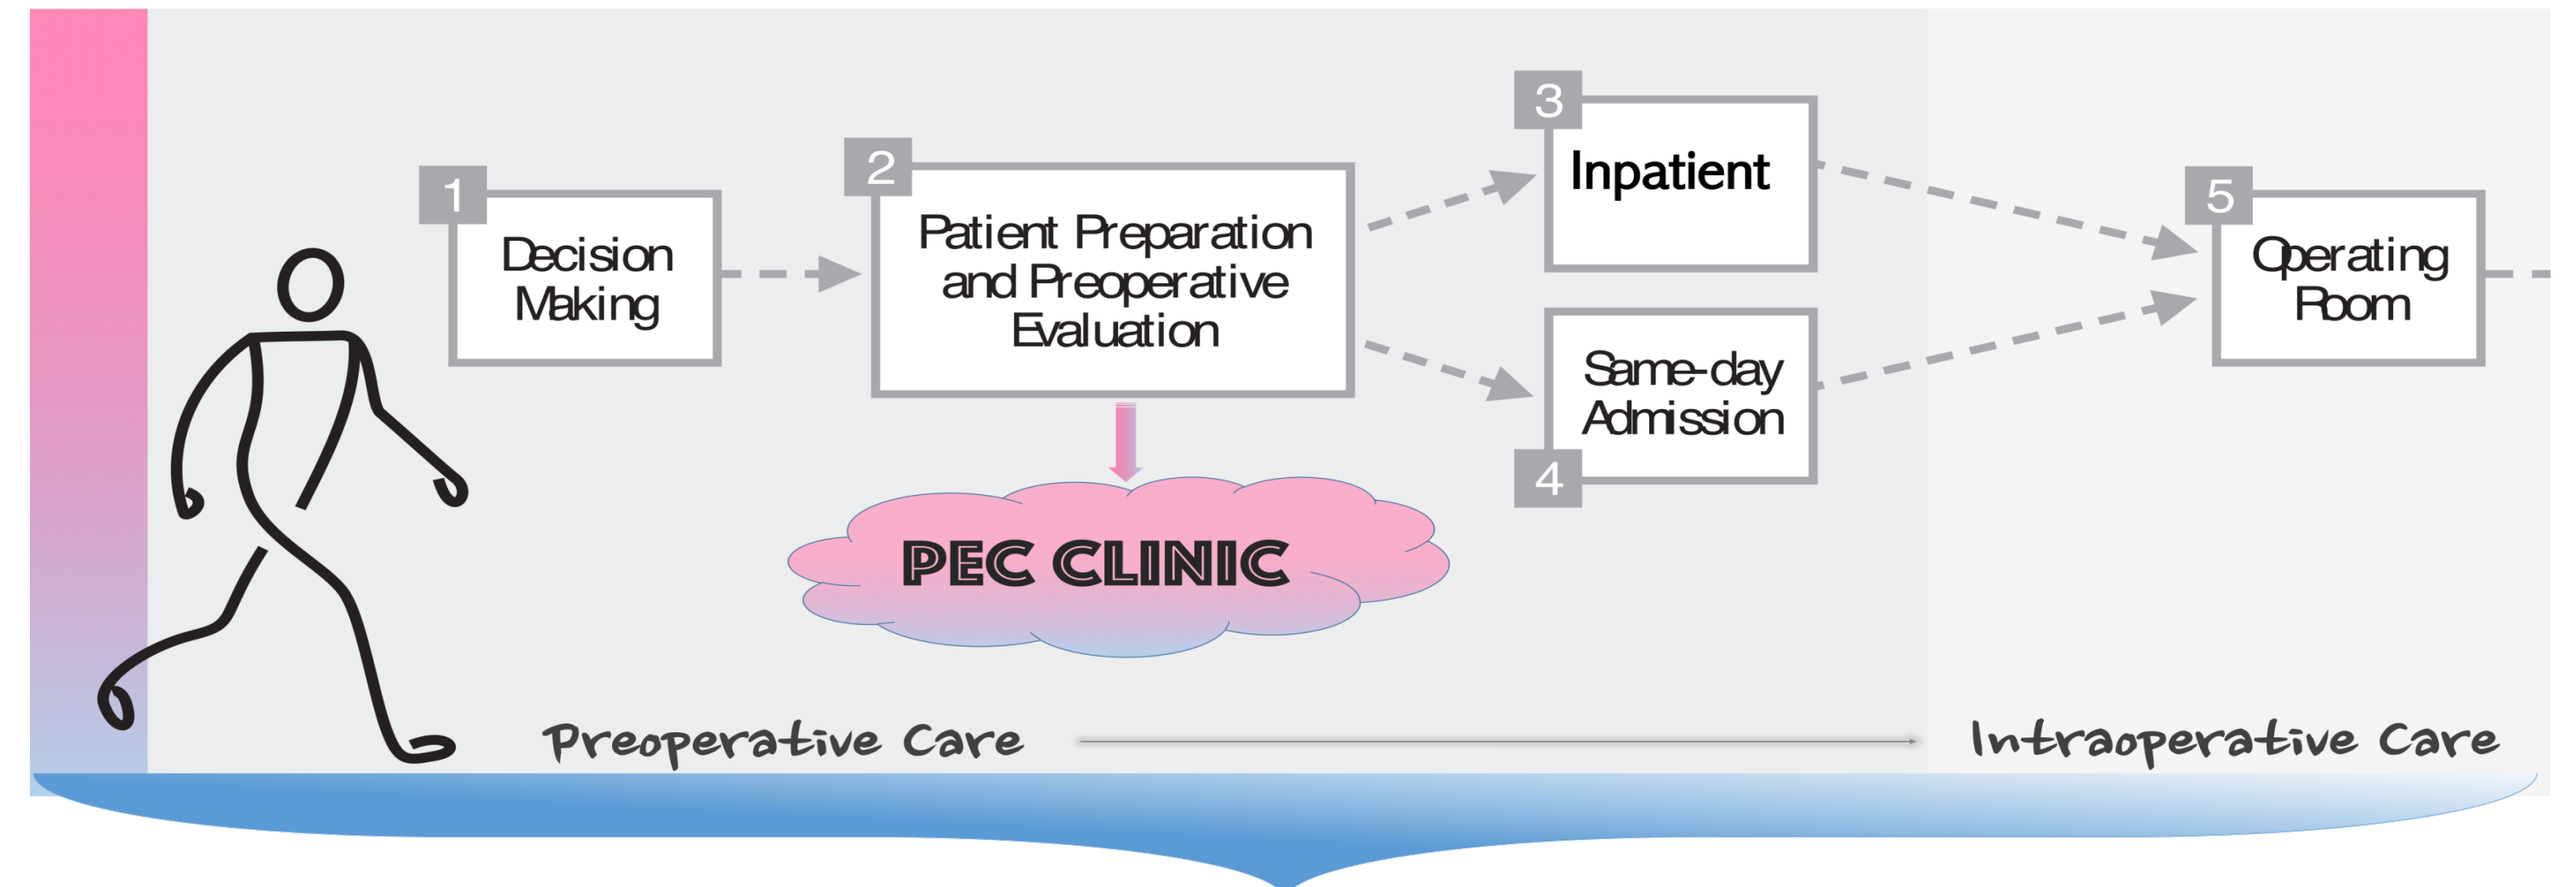 1
Decision
Making
2
Patient Preparation
and Preoperative
Evaluation
3
Inpatient
Same-day
Admission
4
5
Operating
Room
PEC CLINIC
Preoperative Care
Intraoperative Care